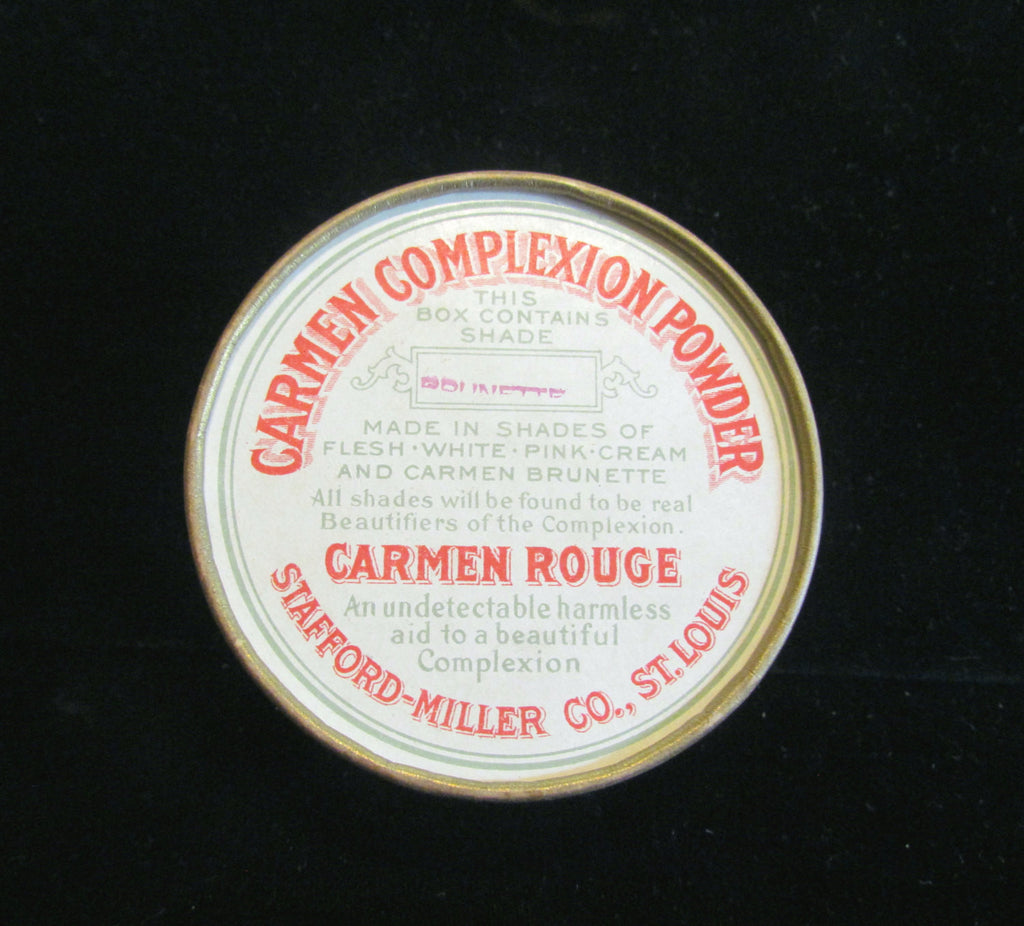 CARMEN COMPLEXION POWDER
THIS
BOX CONTAINS
SHADE
BRUNETTE
MADE IN SHADES OF
FLESH · WHITE · PINK · CREAM
AND CARMEN BRUNETTE
All shades will be found to be real
Beautifiers of the Complexion.
CARMEN ROUGE
An undetectable harmless
aid to a beautiful
Complexion
STAFFORD-MILLER CO., ST. LOUIS